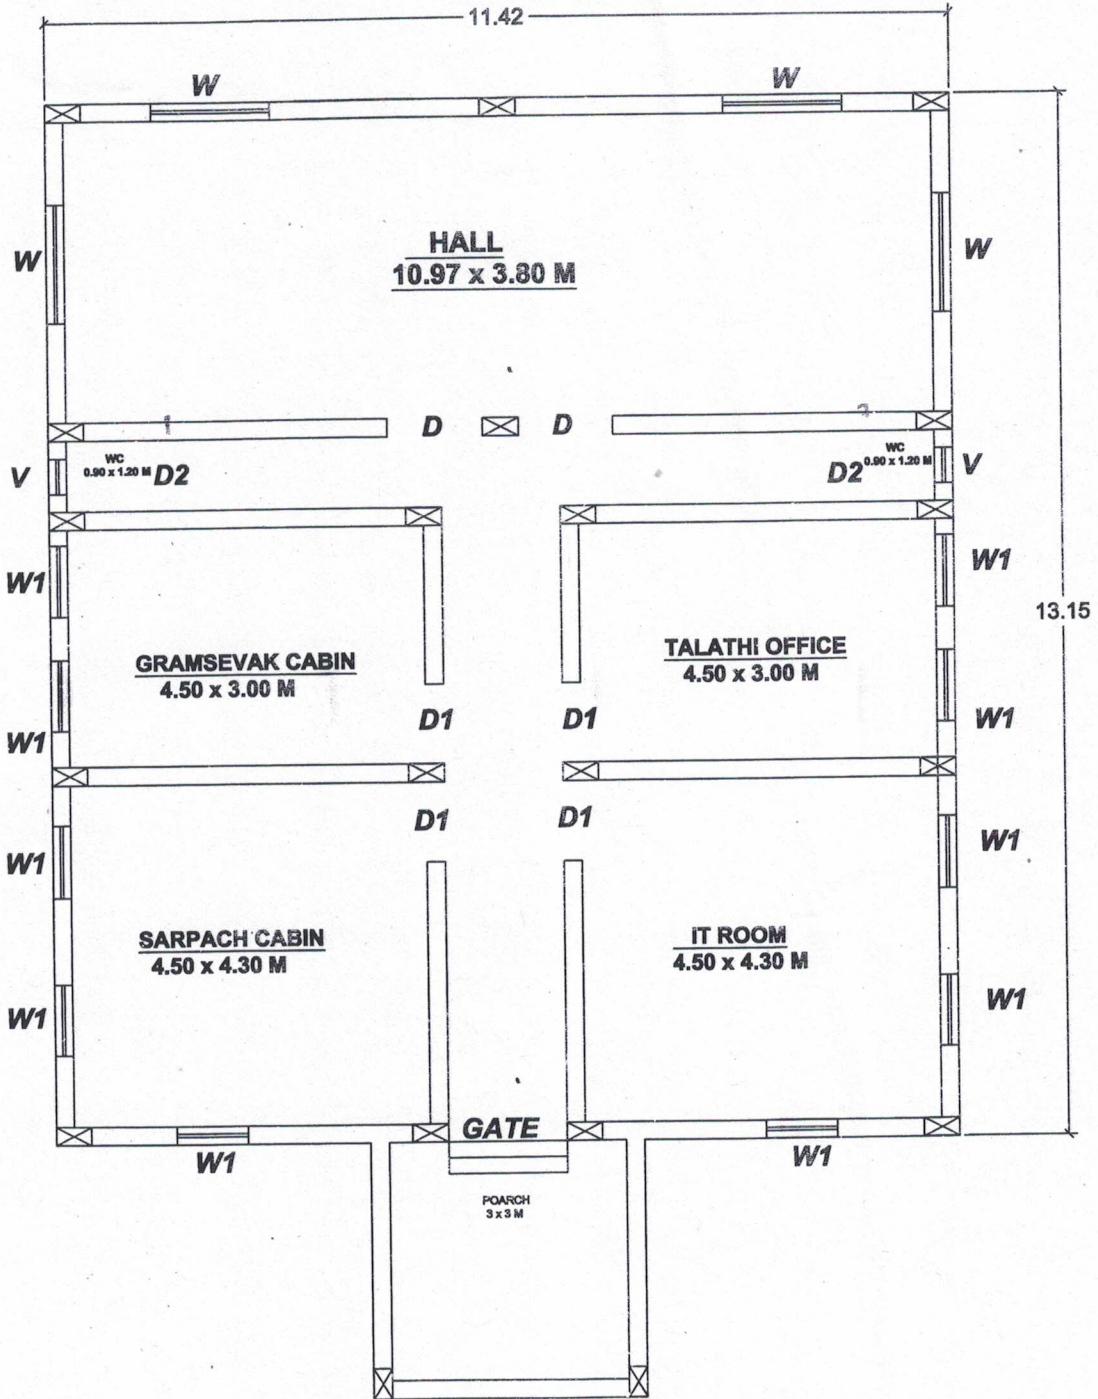 11.42
W
W
HALL
10.97 x 3.80 M
W
W
13.15
D
D
V
WC
0.90 x 1.20 M
D2
D2
WC
0.90 x 1.20 M
V
W1
W1
GRAMSEVAK CABIN
4.50 x 3.00 M
TALATHI OFFICE
4.50 x 3.00 M
D1
D1
W1
W1
D1
D1
W1
W1
SARPACH CABIN
4.50 x 4.30 M
IT ROOM
4.50 x 4.30 M
W1
W1
GATE
W1
W1
POARCH
3 x 3 M